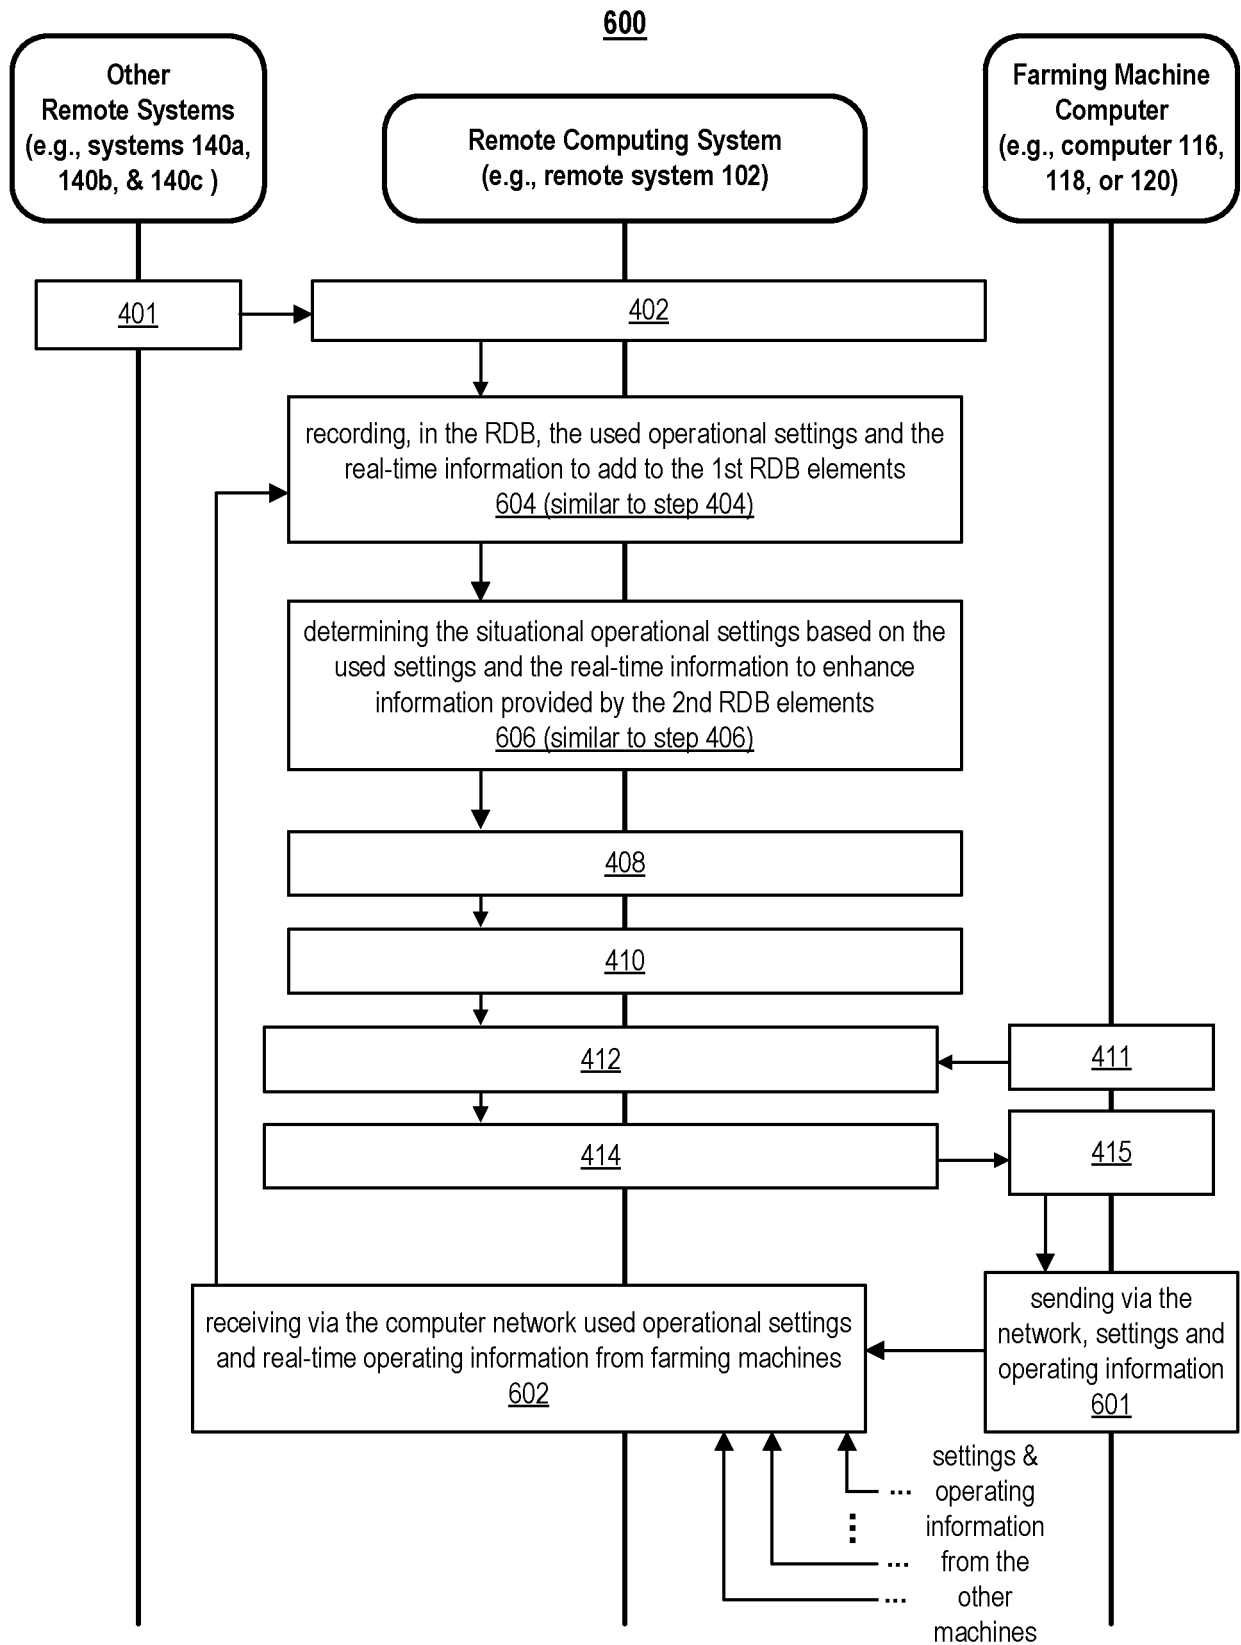 600
Other
Remote Systems
(e.g., systems 140a,
140b, & 140c )
Remote Computing System
(e.g., remote system 102)
Farming Machine
Computer
(e.g., computer 116,
118, or 120)
401
402
recording, in the RDB, the used operational settings and the
real-time information to add to the 1st RDB elements
604 (similar to step 404)
determining the situational operational settings based on the
used settings and the real-time information to enhance
information provided by the 2nd RDB elements
606 (similar to step 406)
408
410
412
411
414
415
receiving via the computer network used operational settings
and real-time operating information from farming machines
602
sending via the
network, settings and
operating information
601
settings &
... operating
information
... from the
... other
machines